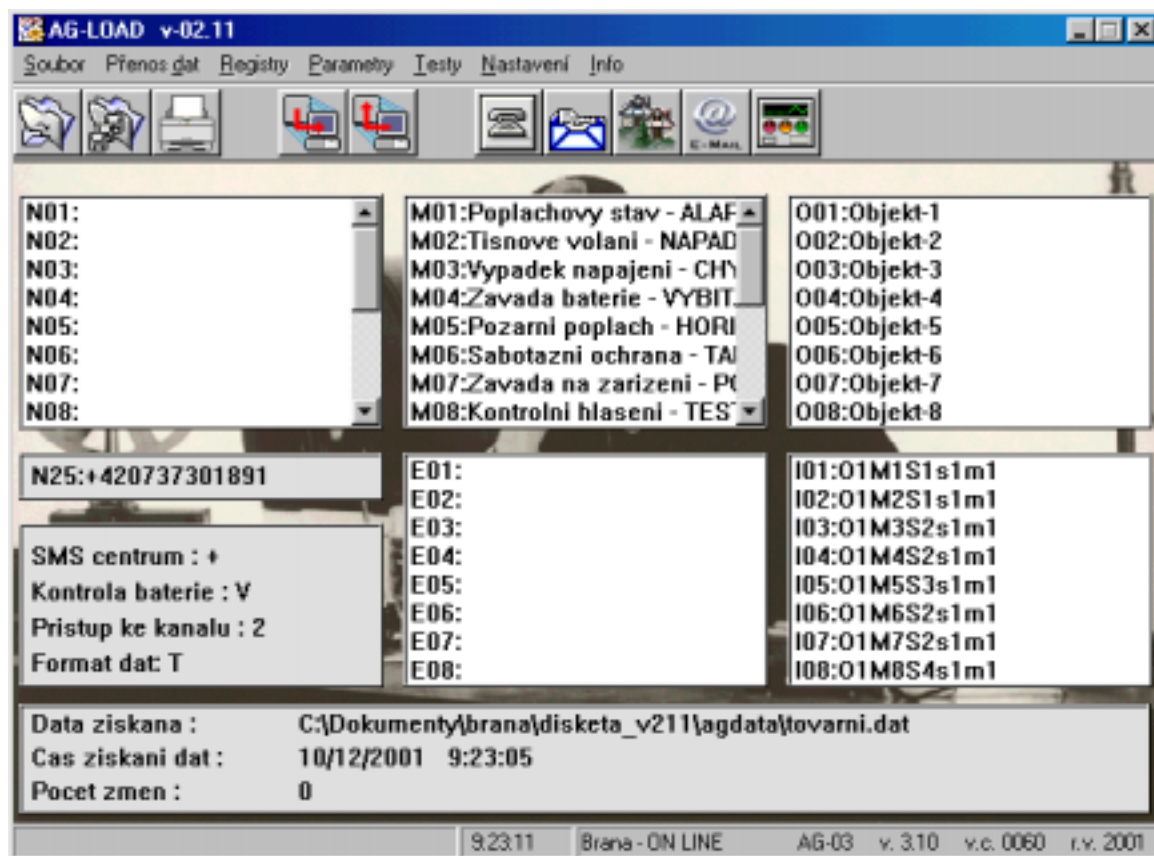 AG-LOAD v-02.11
Soubor Přenos dat Registry Parametry Testy Nastavení Info
E-MAIL
N01:
N02:
N03:
N04:
N05:
N06:
N07:
N08:
M01:Poplachovy stav - ALAF
M02:Tisnove volani - NAPAD
M03:Vypadek napajeni - CHY
M04:Zavada baterie - VYBIT
M05:Pozarni poplach - HORI
M06:Sabotazni ochrana - TAI
M07:Zavada na zarizeni - PO
M08:Kontrolni hlaseni - TEST
O01:Objekt-1
O02:Objekt-2
O03:Objekt-3
O04:Objekt-4
O05:Objekt-5
O06:Objekt-6
O07:Objekt-7
O08:Objekt-8
N25:+420737301891
SMS centrum : +
Kontrola baterie : V
Pristup ke kanalu : 2
Format dat: T
E01:
E02:
E03:
E04:
E05:
E06:
E07:
E08:
I01:O1M1S1s1m1
I02:O1M2S1s1m1
I03:O1M3S2s1m1
I04:O1M4S2s1m1
I05:O1M5S3s1m1
I06:O1M6S2s1m1
I07:O1M7S2s1m1
I08:O1M8S4s1m1
Data ziskana : C:\Dokumenty\brana\disketa_v211\agdata\tovarni.dat
Cas ziskani dat : 10/12/2001 9:23:05
Pocet zmen : 0
9:23:11 Brana - ON LINE AG-03 v. 3.10 v.c. 0060 r.v. 2001